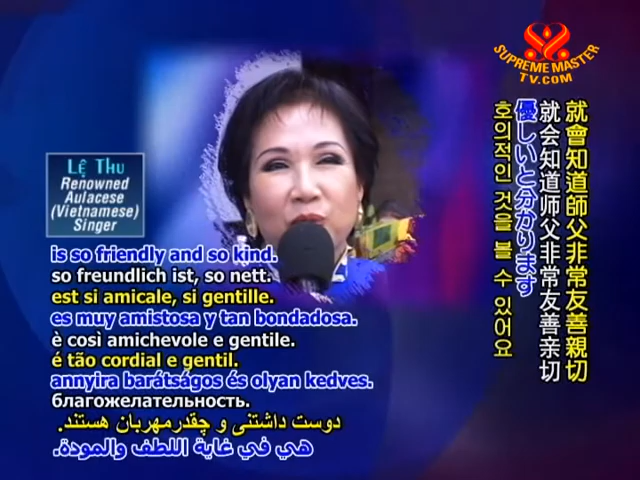 SUPREME MASTER
TV.COM
LỆ THU
Renowned
Aulacese
(Vietnamese)
Singer
is so friendly and so kind.
so freundlich ist, so nett.
est si amicale, si gentille.
es muy amistosa y tan bondadosa.
è così amichevole e gentile.
é tão cordial e gentil.
annyira barátságos és olyan kedves.
благожелательность.
دوست داشتنی و چقدرمهربان هستند.
هي في غاية اللطف والمودة.
就會知道師父非常友善親切
就会知道师父非常友善亲切
優しいと分かります
호의적인 것을 볼 수 있어요